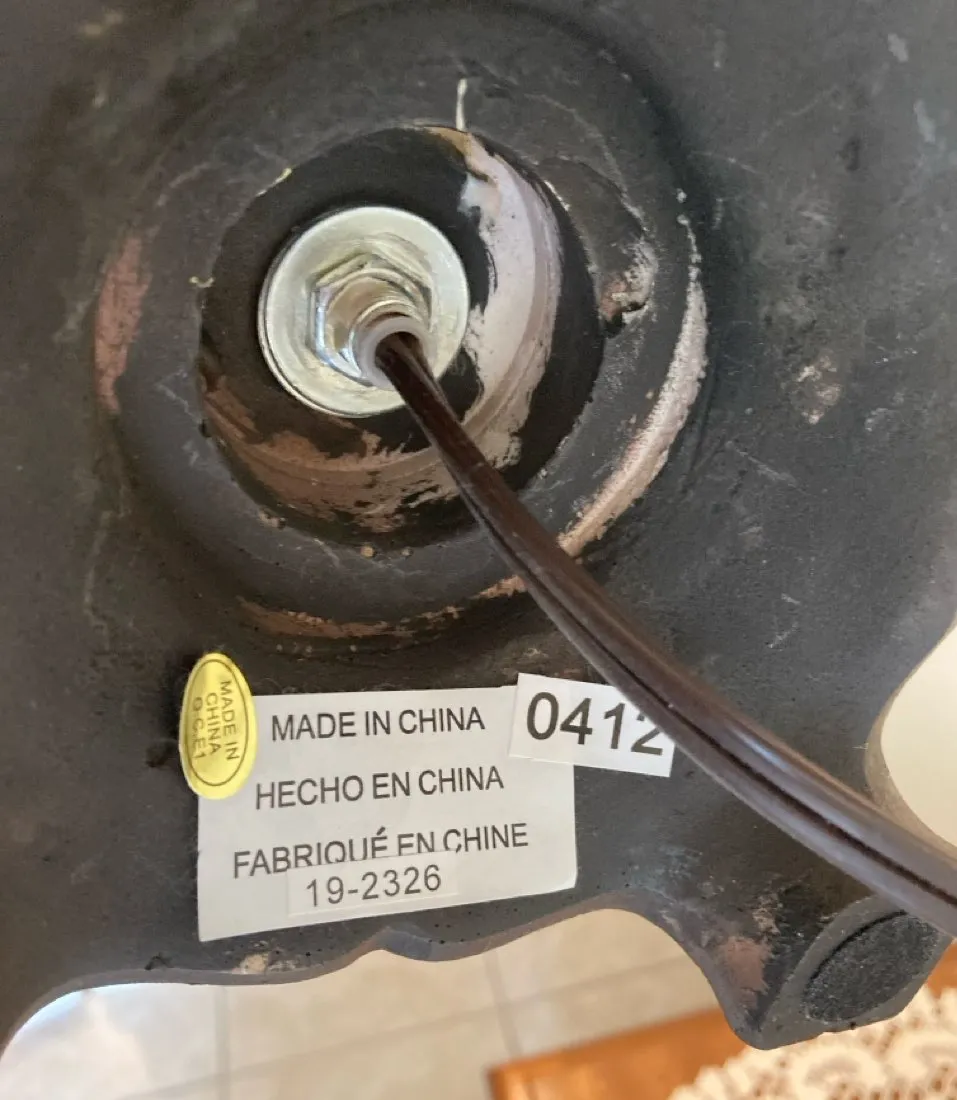 MADE IN
CHINA
Q.C.E1
MADE IN CHINA
0412
HECHO EN CHINA
FABRIQUÉ EN CHINE
19-2326